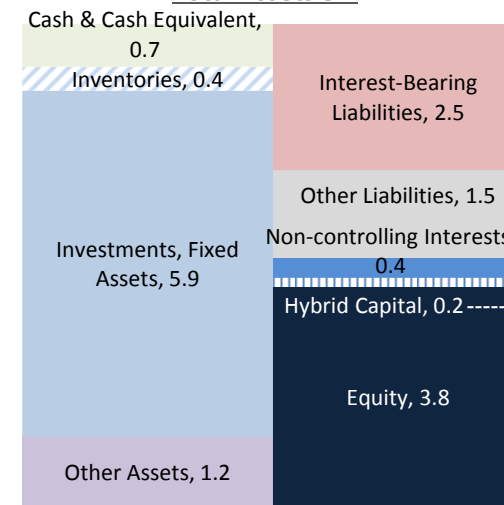 Cash & Cash Equivalent,
0.7
Inventories, 0.4
Investments, Fixed
Assets, 5.9
Other Assets, 1.2
Interest-Bearing
Liabilities, 2.5
Other Liabilities, 1.5
Non-controlling Interests
0.4
Hybrid Capital, 0.2
Equity, 3.8